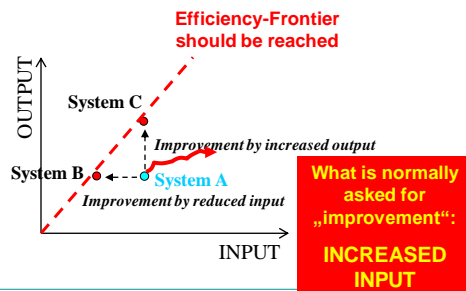 Efficiency-Frontier
should be reached
OUTPUT
System C
Improvement by increased output
System B
System A
Improvement by reduced input
INPUT
What is normally
asked for
„improvement“:
INCREASED
INPUT